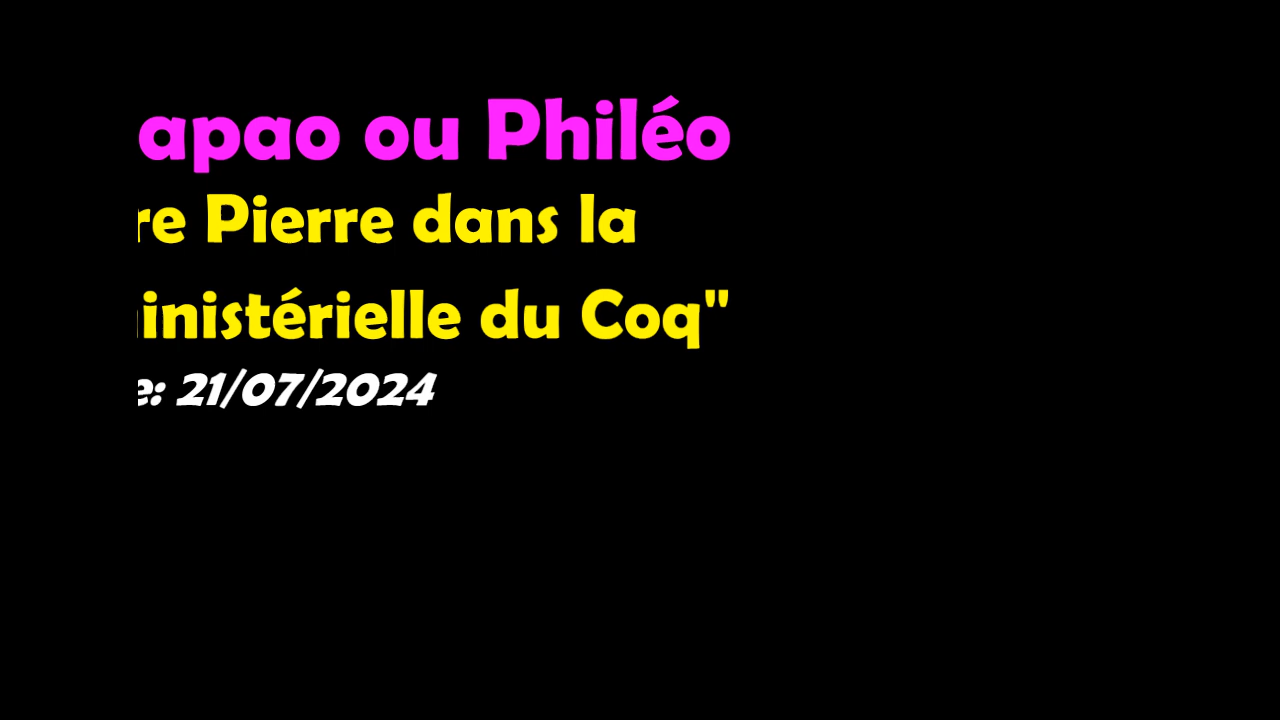 apao ou Philéo
re Pierre dans la
inistérielle du Coq"
e: 21/07/2024